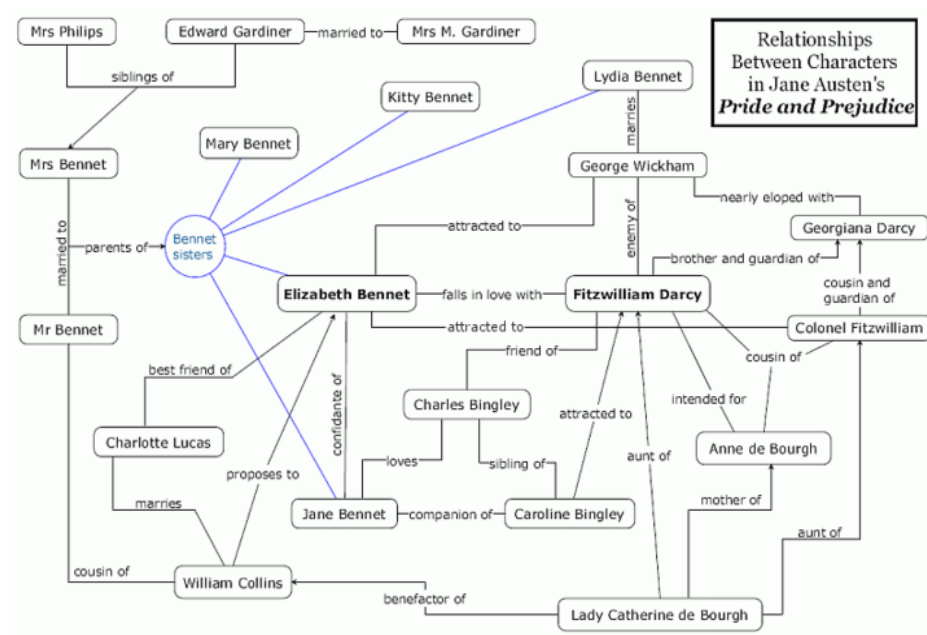 Mrs Philips
Edward Gardiner
married to
Mrs M. Gardiner
Relationships
Between Characters
in Jane Austen's
Pride and Prejudice
siblings of
Lydia Bennet
Kitty Bennet
marries
Mary Bennet
Mrs Bennet
George Wickham
nearly eloped with
married to
parents of
Bennet
sisters
attracted to
enemy of
Georgiana Darcy
brother and guardian of
Elizabeth Bennet
falls in love with
Fitzwilliam Darcy
cousin and
guardian of
Mr Bennet
attracted to
Colonel Fitzwilliam
friend of
cousin of
best friend of
confidante of
Charles Bingley
attracted to
intended for
Charlotte Lucas
Anne de Bourgh
proposes to
loves
sibling of
aunt of
marries
Jane Bennet
companion of
Caroline Bingley
mother of
aunt of
cousin of
William Collins
benefactor of
Lady Catherine de Bourgh